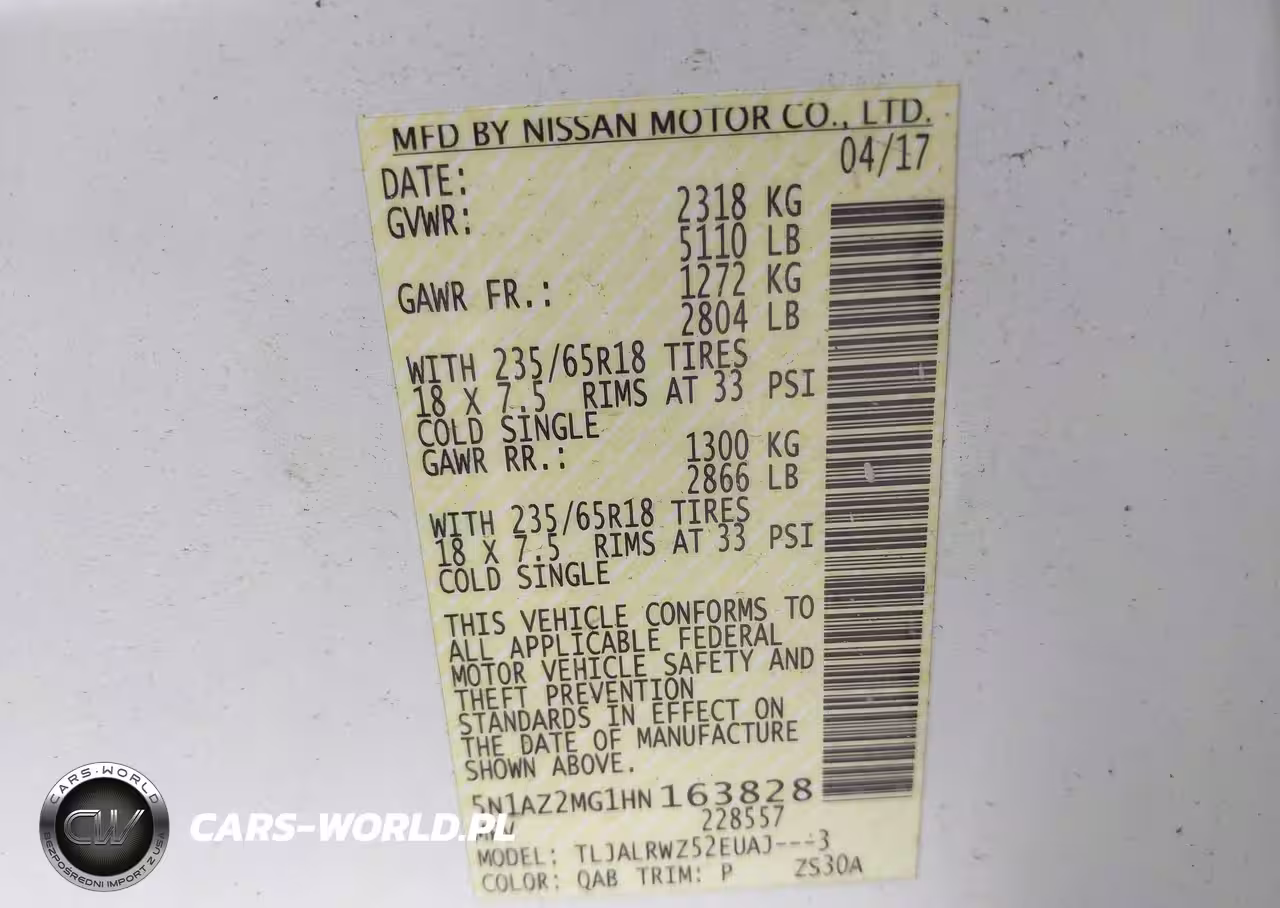 MFD BY NISSAN MOTOR CO., LTD.
DATE: 04/17
GVWR: 2318 KG
5110 LB
GAWR FR.: 1272 KG
2804 LB
WITH 235/65R18 TIRES
18 X 7.5 RIMS AT 33 PSI
COLD SINGLE
GAWR RR.: 1300 KG
2866 LB
WITH 235/65R18 TIRES
18 X 7.5 RIMS AT 33 PSI
COLD SINGLE
THIS VEHICLE CONFORMS TO
ALL APPLICABLE FEDERAL
MOTOR VEHICLE SAFETY AND
THEFT PREVENTION
STANDARDS IN EFFECT ON
THE DATE OF MANUFACTURE
SHOWN ABOVE.
5N1AZ2MG1HN163828
228557
MODEL: TLJALRWZ52EUAJ---3
COLOR: QAB TRIM: P ZS30A
CARS-WORLD
CW
BEZPOŚREDNI IMPORT Z USA
CARS-WORLD.PL